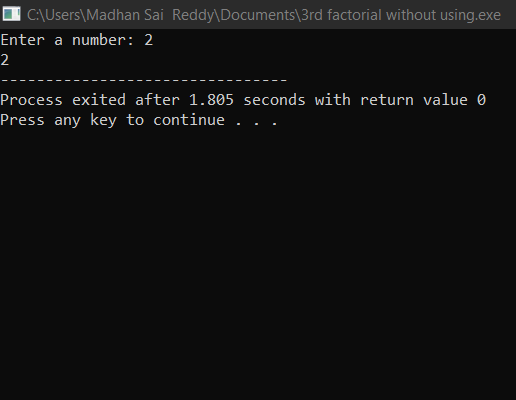 C:\Users\Madhan Sai  Reddy\Documents\3rd factorial without using.exe
Enter a number: 2
2
--------------------------------
Process exited after 1.805 seconds with return value 0
Press any key to continue . . .